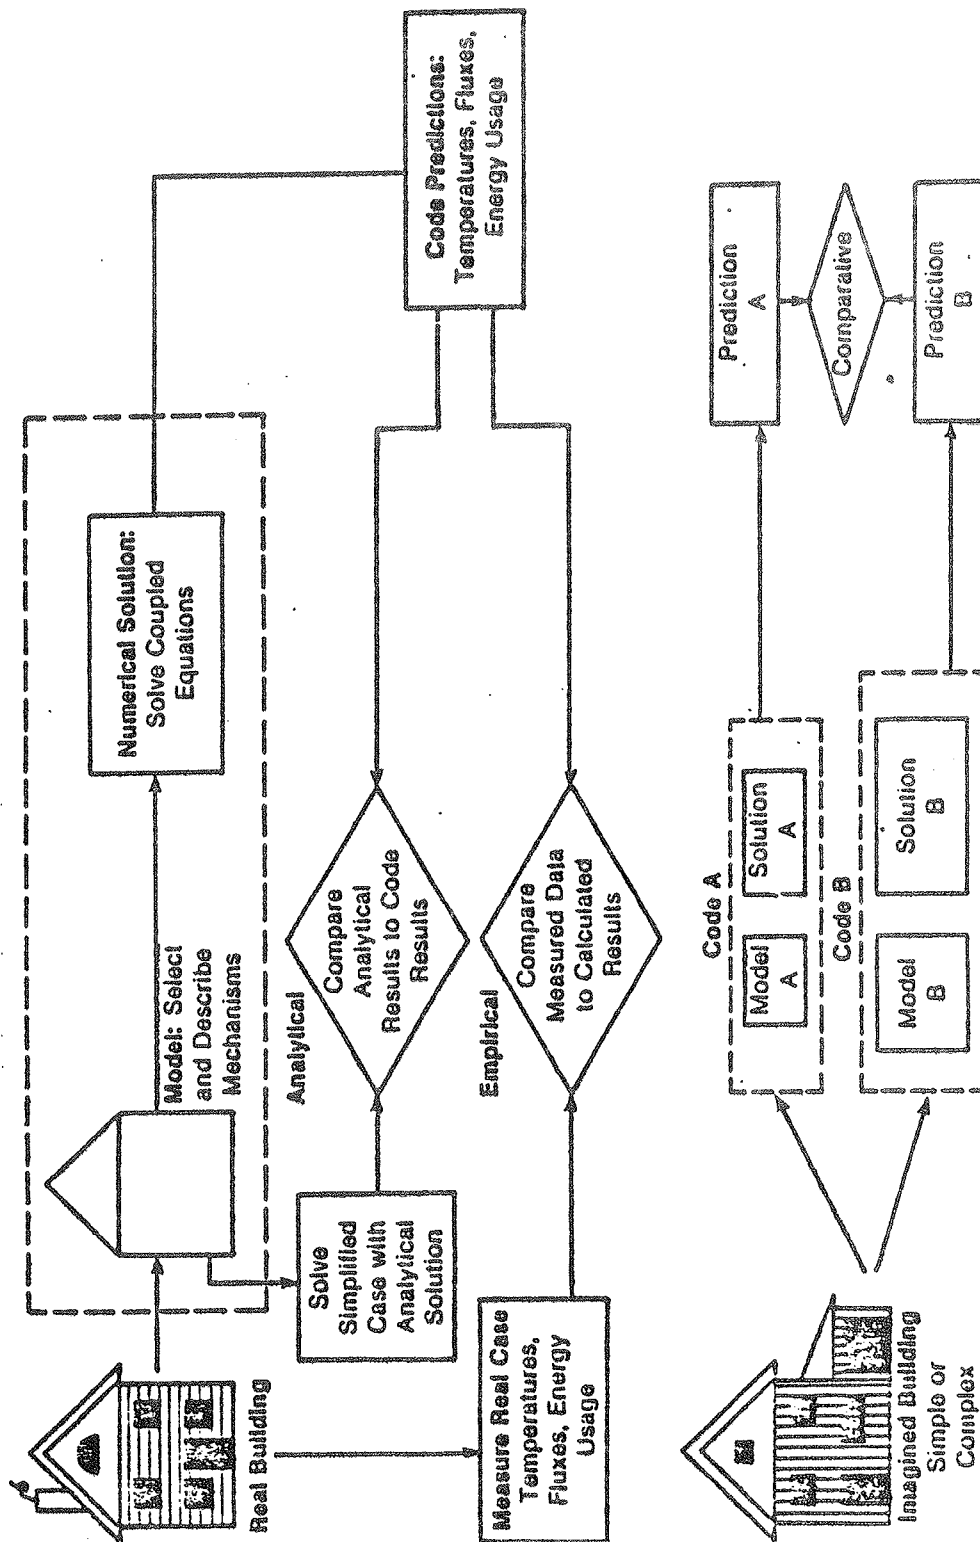 Real Building
Model: Select
and Describe
Mechanisms
Numerical Solution:
Solve Coupled
Equations
Code Predictions:
Temperatures, Fluxes,
Energy Usage
Solve
Simplified
Case with
Analytical
Solution
Analytical
Compare
Analytical
Results to Code
Results
Measure Real Case
Temperatures,
Fluxes, Energy
Usage
Empirical
Compare
Measured Data
to Calculated
Results
Imagined Building
Simple or
Complex
Code A
Model
A
Solution
A
Prediction
A
Comparative
Code B
Model
B
Solution
B
Prediction
B